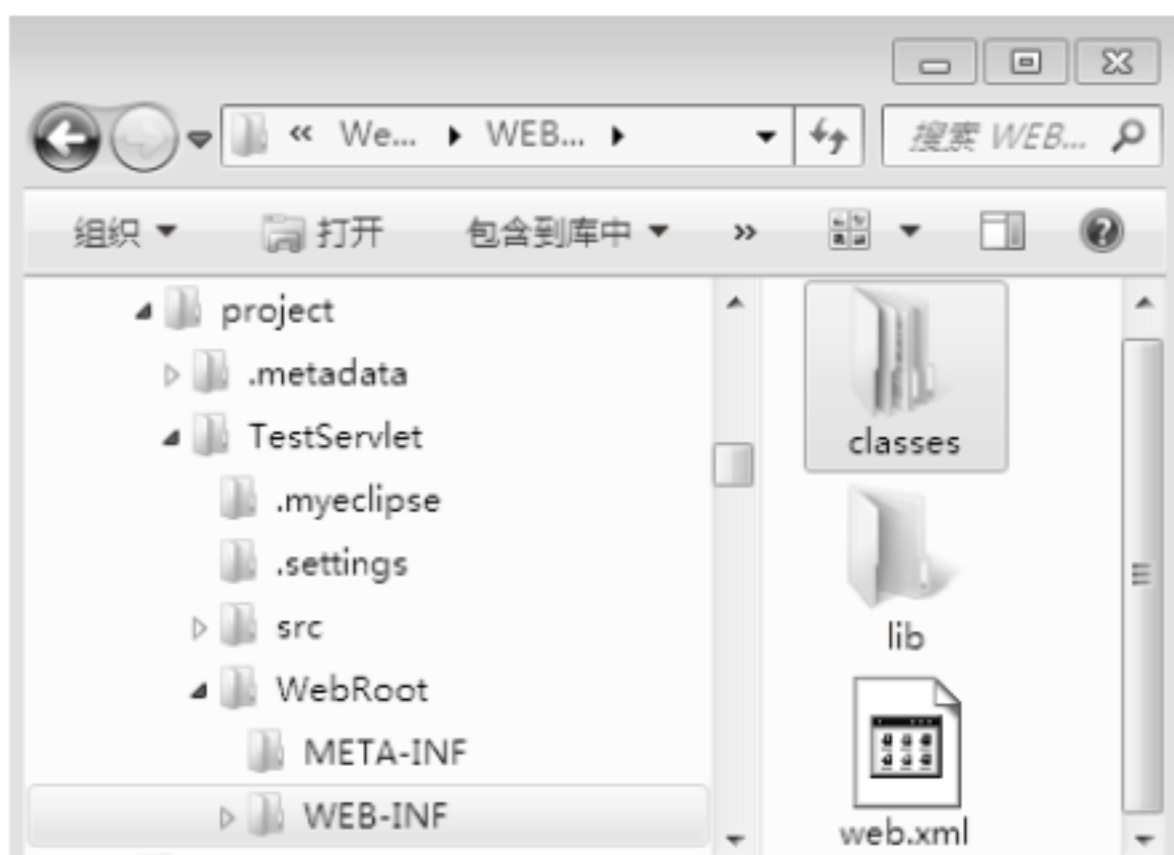 « We... ▸ WEB... ▸ 搜索 WEB...
组织 打开 包含到库中 »
project
.metadata
TestServlet
.myeclipse
.settings
src
WebRoot
META-INF
WEB-INF
classes
lib
web.xml